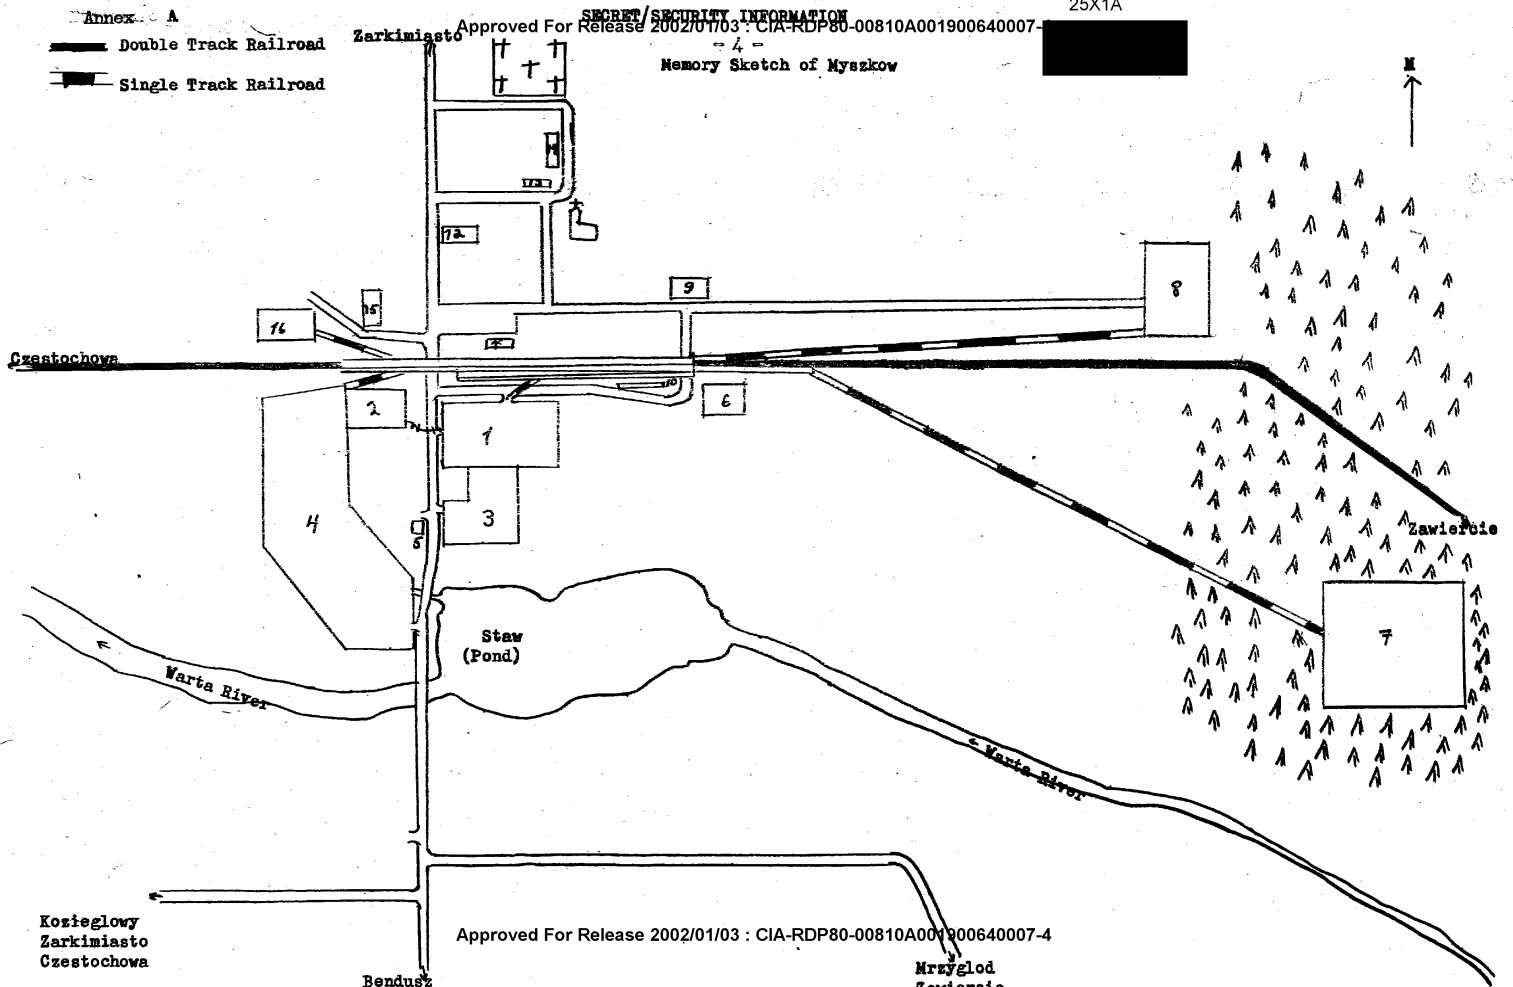 Annex A
SECRET/SECURITY INFORMATION
25X1A
Approved For Release 2002/01/03 : CIA-RDP80-00810A001900640007-
- 4 -
Memory Sketch of Myszkow
Double Track Railroad
Single Track Railroad
Zarkimiasto
12
9
8
15
16
Czestochowa
10
2
6
1
4
3
5
Zawiercie
7
Staw
(Pond)
Warta River
Warta River
Kozieglowy
Zarkimiasto
Czestochowa
Approved For Release 2002/01/03 : CIA-RDP80-00810A001900640007-4
Bendusz
Mrzyglod
Zawiercie